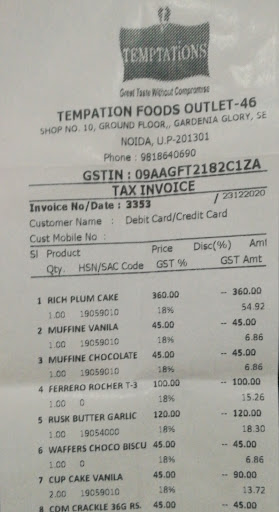 TEMPTATIONS
Great Taste Without Compromise
TEMPATION FOODS OUTLET-46
SHOP NO. 10, GROUND FLOOR,, GARDENIA GLORY, SE
NOIDA, U.P-201301
Phone : 9818640690
GSTIN : 09AAGFT2182C1ZA
TAX INVOICE
Invoice No/Date : 3353 / 23122020
Customer Name : Debit Card/Credit Card
Cust Mobile No :
Sl Product Price Disc(%) Amt
Qty. HSN/SAC Code GST % GST Amt
1 RICH PLUM CAKE 360.00 -- 360.00
1.00 19059010 18% 54.92
2 MUFFINE VANILA 45.00 -- 45.00
1.00 19059010 18% 6.86
3 MUFFINE CHOCOLATE 45.00 -- 45.00
1.00 19059010 18% 6.86
4 FERRERO ROCHER T-3 100.00 -- 100.00
1.00 0 18% 15.26
5 RUSK BUTTER GARLIC 120.00 -- 120.00
1.00 19054000 18% 18.30
6 WAFFERS CHOCO BISCU 45.00 -- 45.00
1.00 0 18% 6.86
7 CUP CAKE VANILA 45.00 -- 90.00
2.00 19059010 18% 13.72
8 CDM CRACKLE 36G RS. 45.00 -- 45.00